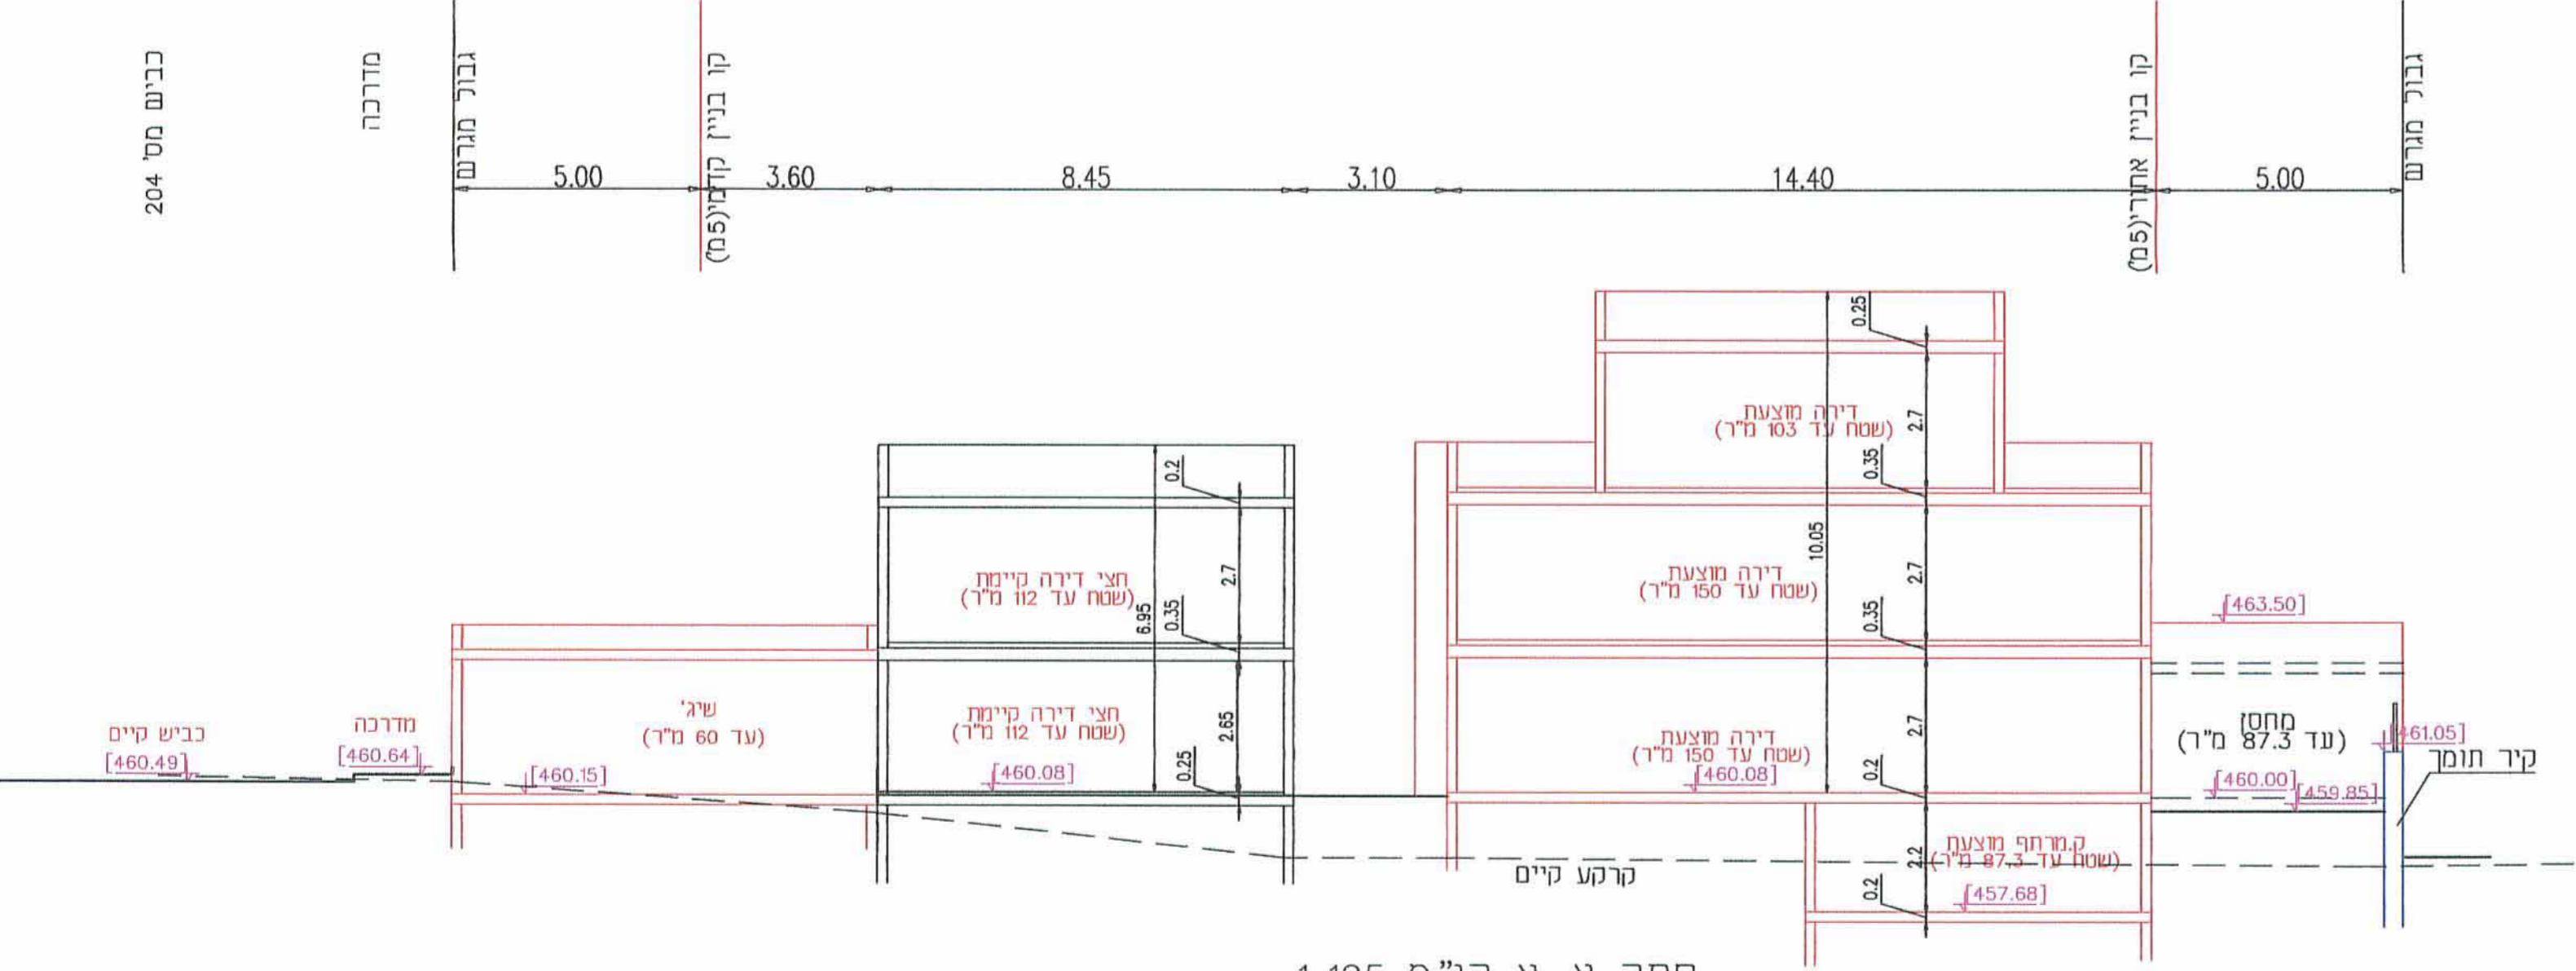 כביש מס' 204
מדרכה
גבול מגרש
קו בניין קדמי(5מ')
קו בניין אחורי(5מ')
גבול מגרש
5.00
3.60
8.45
3.10
14.40
5.00
0.25
דירה מוצעת
(שטח עד 103 מ"ר)
2.7
0.35
0.2
חצי דירה קיימת
(שטח עד 112 מ"ר)
6.95
0.35
2.7
דירה מוצעת
(שטח עד 150 מ"ר)
10.05
0.35
2.7
[463.50]
כביש קיים
[460.49]
מדרכה
[460.64]
שיג'
(עד 60 מ"ר)
[460.15]
חצי דירה קיימת
(שטח עד 112 מ"ר)
[460.08]
0.25
2.65
דירה מוצעת
(שטח עד 150 מ"ר)
[460.08]
0.2
2.7
מחסן
(עד 87.3 מ"ר)
[460.00]
[459.85]
461.05]
קיר תומך
קרקע קיים
ק.מרתף מוצעת
(שטח עד 87.3 מ"ר)
2.2
0.2
[457.68]